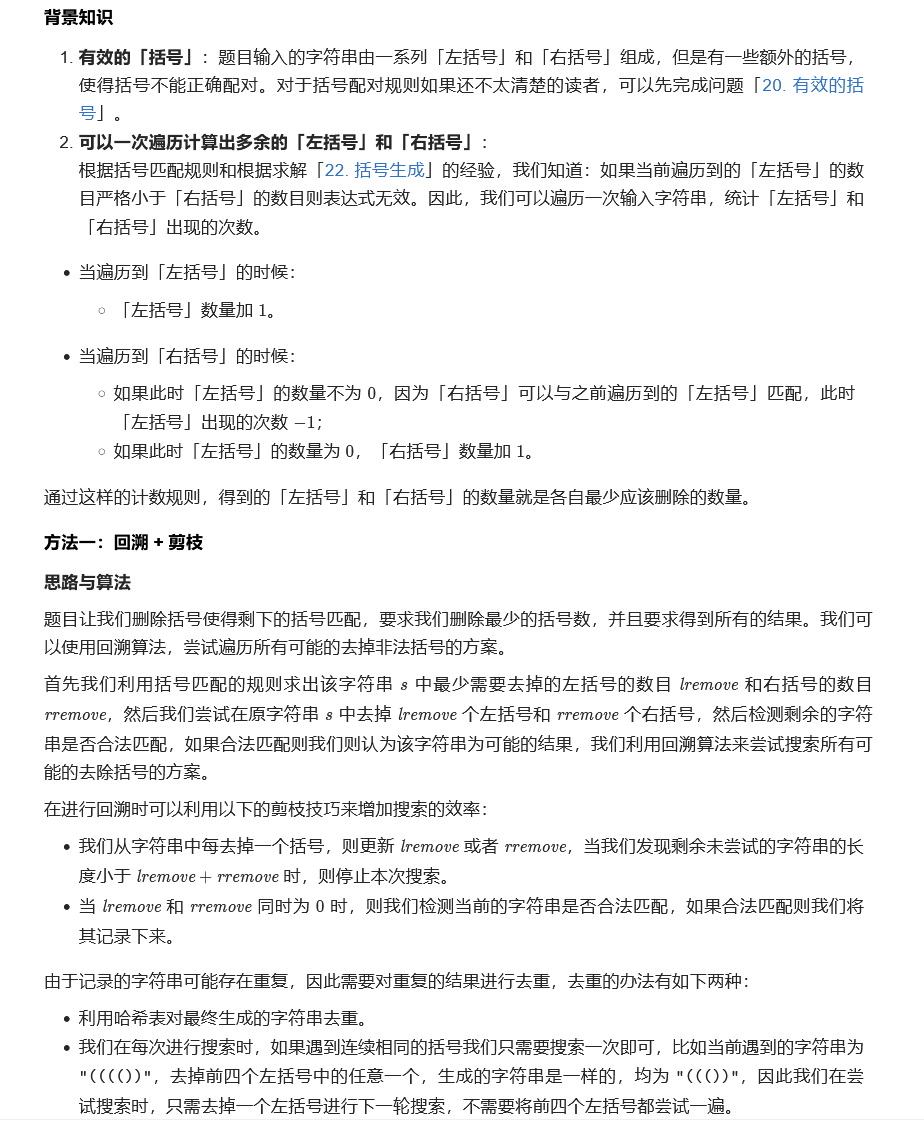 背景知识
1. 有效的「括号」：题目输入的字符串由一系列「左括号」和「右括号」组成，但是有一些额外的括号，
使得括号不能正确配对。对于括号配对规则如果还不太清楚的读者，可以先完成问题「20. 有效的括
号」。
2. 可以一次遍历计算出多余的「左括号」和「右括号」：
根据括号匹配规则和根据求解「22. 括号生成」的经验，我们知道：如果当前遍历到的「左括号」的数
目严格小于「右括号」的数目则表达式无效。因此，我们可以遍历一次输入字符串，统计「左括号」和
「右括号」出现的次数。
• 当遍历到「左括号」的时候：
◦ 「左括号」数量加 1。
• 当遍历到「右括号」的时候：
◦ 如果此时「左括号」的数量不为 0，因为「右括号」可以与之前遍历到的「左括号」匹配，此时
「左括号」出现的次数 −1；
◦ 如果此时「左括号」的数量为 0，「右括号」数量加 1。
通过这样的计数规则，得到的「左括号」和「右括号」的数量就是各自最少应该删除的数量。
方法一：回溯 + 剪枝
思路与算法
题目让我们删除括号使得剩下的括号匹配，要求我们删除最少的括号数，并且要求得到所有的结果。我们可
以使用回溯算法，尝试遍历所有可能的去掉非法括号的方案。
首先我们利用括号匹配的规则求出该字符串 s 中最少需要去掉的左括号的数目 lremove 和右括号的数目
rremove，然后我们尝试在原字符串 s 中去掉 lremove 个左括号和 rremove 个右括号，然后检测剩余的字符
串是否合法匹配，如果合法匹配则我们则认为该字符串为可能的结果，我们利用回溯算法来尝试搜索所有可
能的去除括号的方案。
在进行回溯时可以利用以下的剪枝技巧来增加搜索的效率：
• 我们从字符串中每去掉一个括号，则更新 lremove 或者 rremove，当我们发现剩余未尝试的字符串的长
度小于 lremove + rremove 时，则停止本次搜索。
• 当 lremove 和 rremove 同时为 0 时，则我们检测当前的字符串是否合法匹配，如果合法匹配则我们将
其记录下来。
由于记录的字符串可能存在重复，因此需要对重复的结果进行去重，去重的办法有如下两种：
• 利用哈希表对最终生成的字符串去重。
• 我们在每次进行搜索时，如果遇到连续相同的括号我们只需要搜索一次即可，比如当前遇到的字符串为
"(((())"，去掉前四个左括号中的任意一个，生成的字符串是一样的，均为 "((())"，因此我们在尝
试搜索时，只需去掉一个左括号进行下一轮搜索，不需要将前四个左括号都尝试一遍。